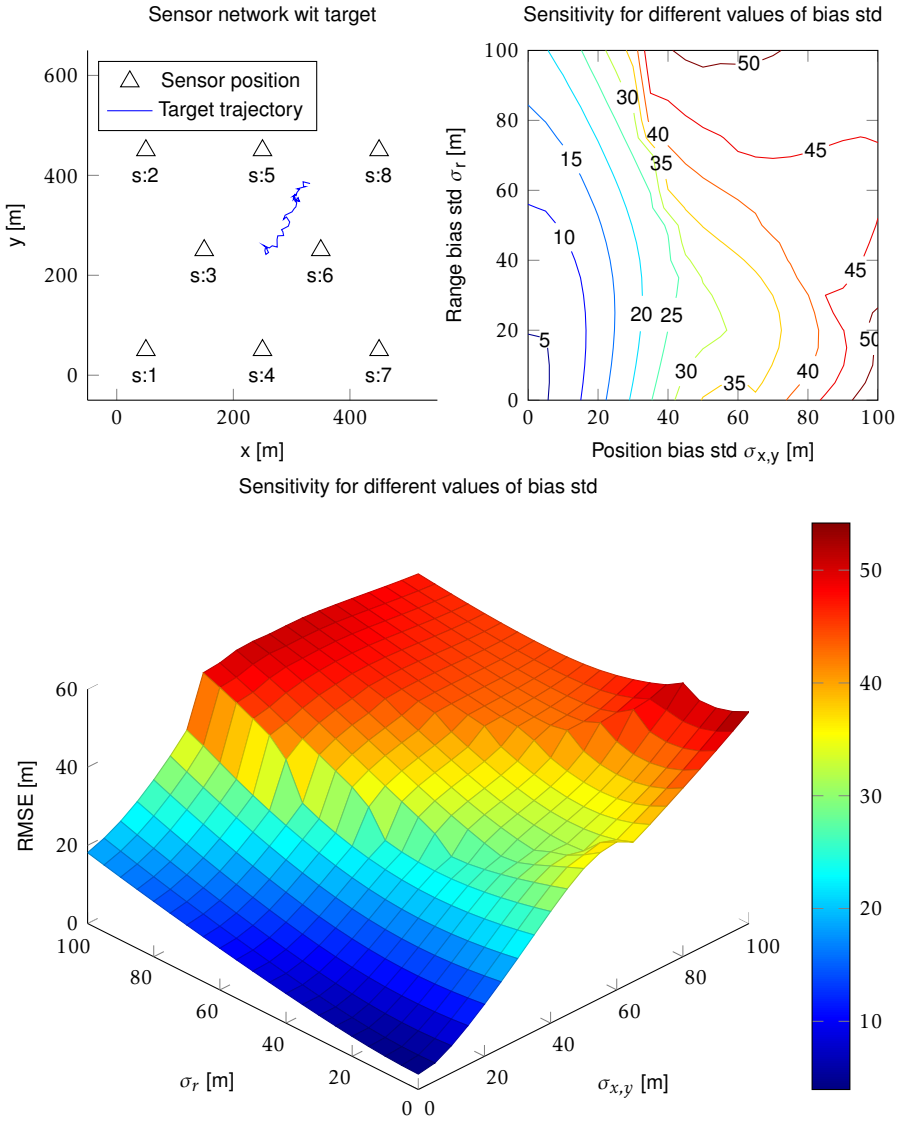 Sensor network wit target
600
400
200
0
0
200
400
y [m]
x [m]
Sensor position
Target trajectory
s:2
s:5
s:8
s:3
s:6
s:1
s:4
s:7
Sensitivity for different values of bias std
100
80
60
40
20
0
0
20
40
60
80
100
Range bias std σr [m]
Position bias std σx,y [m]
50
30
40
45
15
35
10
45
20
25
5
50
30
35
40
Sensitivity for different values of bias std
60
40
20
0
RMSE [m]
100
80
60
40
20
0
σr [m]
0
20
40
60
80
100
σx,y [m]
50
40
30
20
10